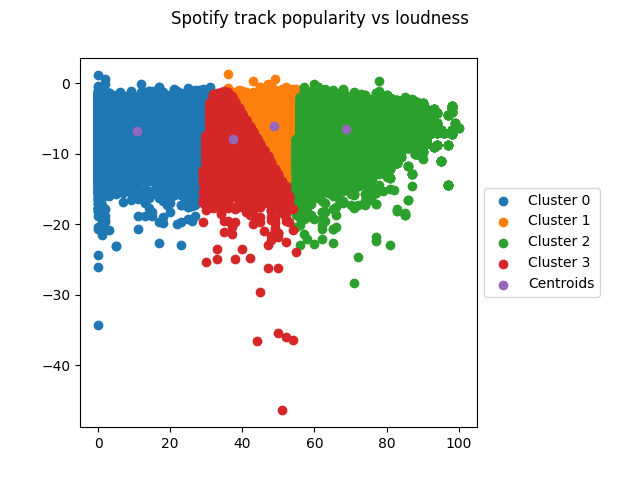 Spotify track popularity vs loudness
0
−10
−20
−30
−40
0 20 40 60 80 100
Cluster 0
Cluster 1
Cluster 2
Cluster 3
Centroids